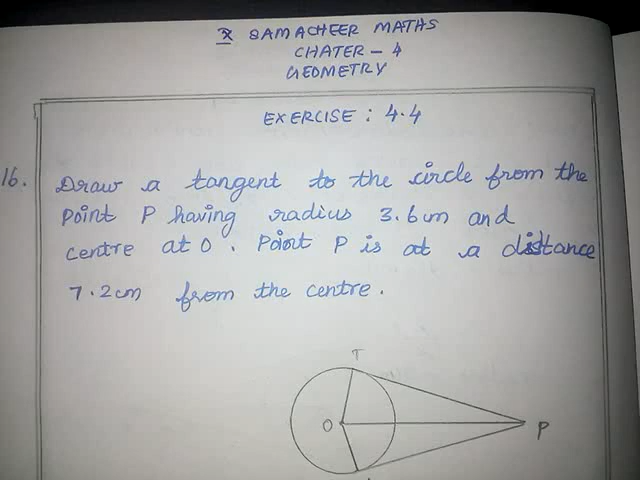 X SAMACHEER MATHS
CHATER - 4
GEOMETRY
EXERCISE : 4.4
16. Draw a tangent to the circle from the
point P having radius 3.6cm and
centre at O. Point P is at a distance
7.2cm from the centre.
T
O
P